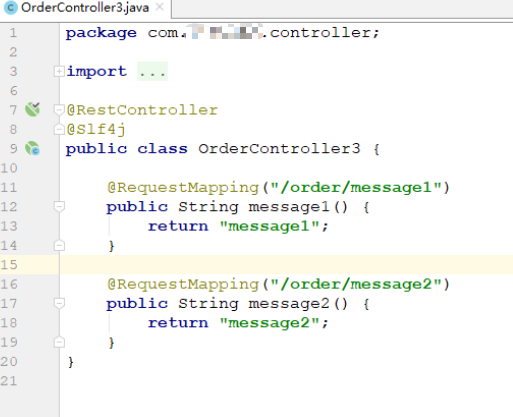 OrderController3.java
1 package com. .controller;
2
3 import ...
6
7 @RestController
8 @Slf4j
9 public class OrderController3 {
10
11 @RequestMapping("/order/message1")
12 public String message1() {
13 return "message1";
14 }
15
16 @RequestMapping("/order/message2")
17 public String message2() {
18 return "message2";
19 }
20 }
21